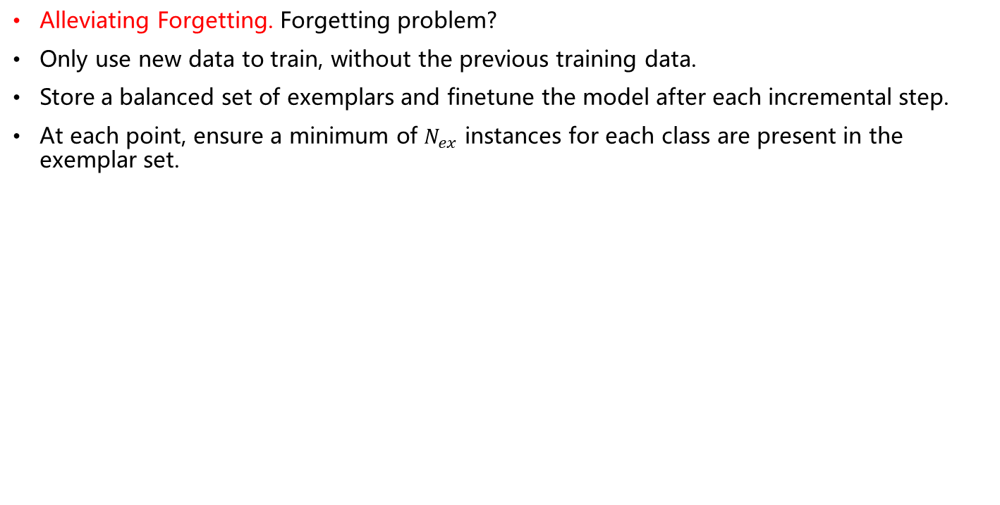 • Alleviating Forgetting. Forgetting problem?
• Only use new data to train, without the previous training data.
• Store a balanced set of exemplars and finetune the model after each incremental step.
• At each point, ensure a minimum of N_{ex} instances for each class are present in the
exemplar set.